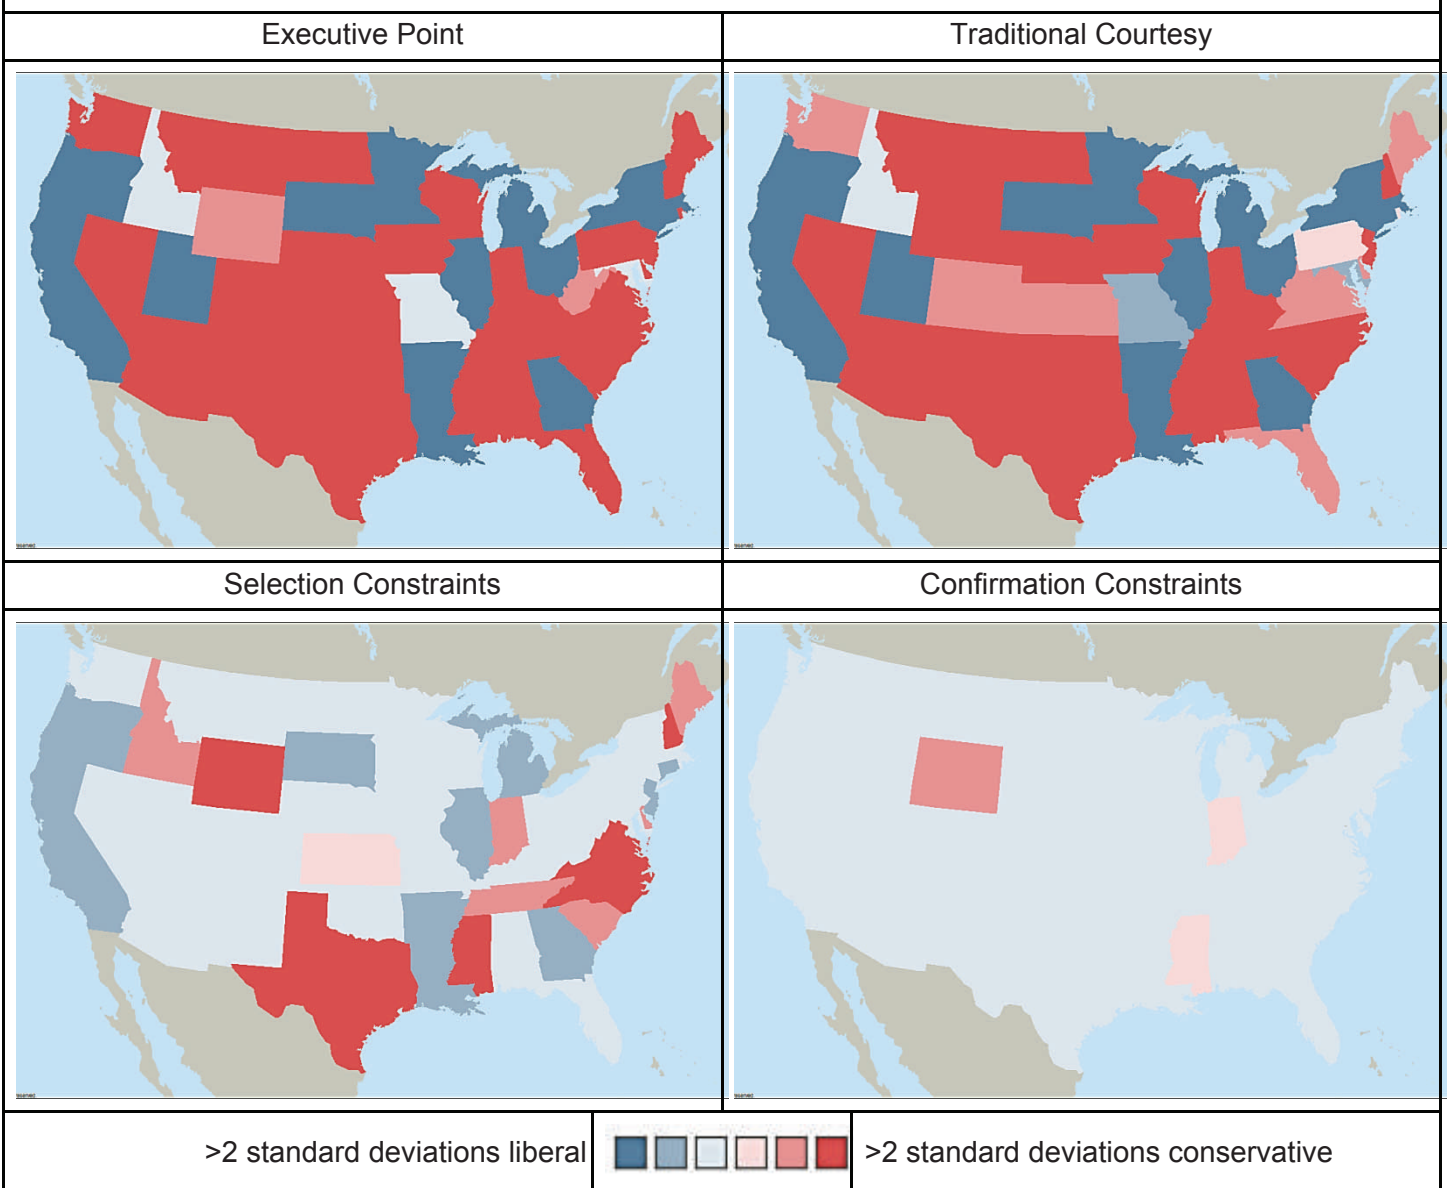 Executive Point
Traditional Courtesy
Selection Constraints
Confirmation Constraints
>2 standard deviations liberal
>2 standard deviations conservative